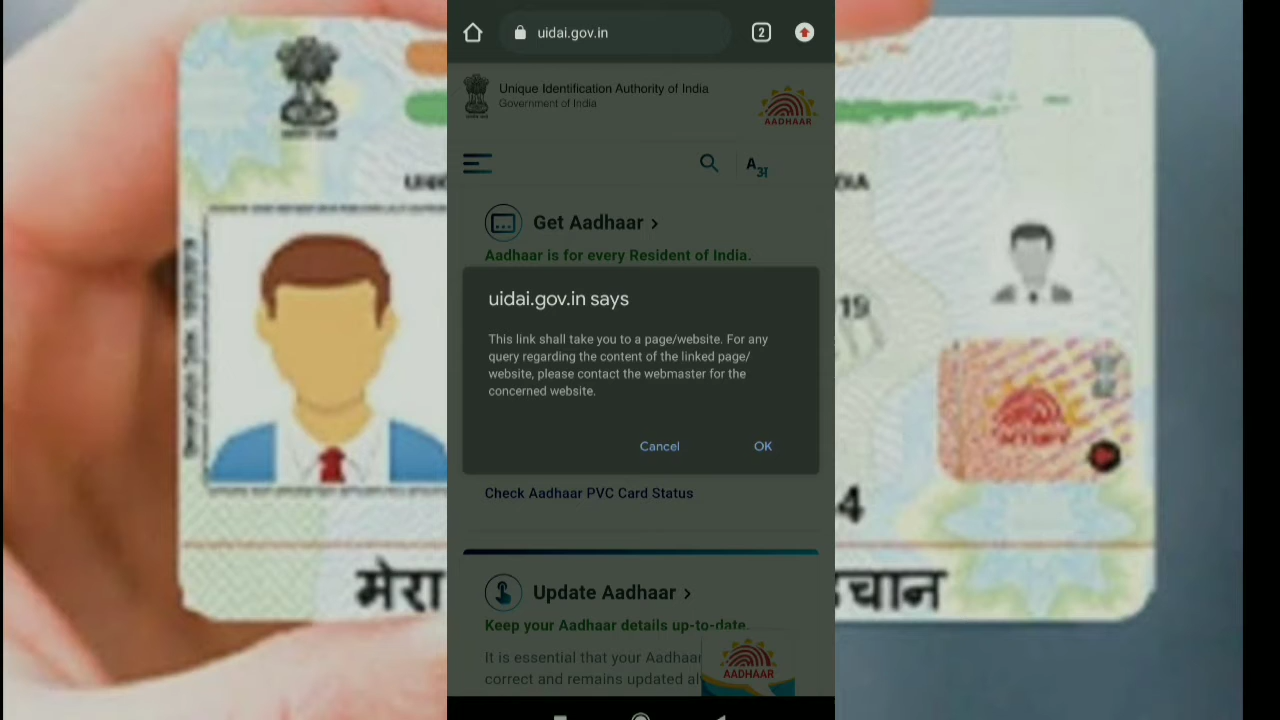 uidai.gov.in
2
Unique Identification Authority of India
Government of India
AADHAAR
A अ
Get Aadhaar >
Aadhaar is for every Resident of India.
uidai.gov.in says
This link shall take you to a page/website. For any
query regarding the content of the linked page/
website, please contact the webmaster for the
concerned website.
Cancel OK
Check Aadhaar PVC Card Status
Update Aadhaar >
Keep your Aadhaar details up-to-date.
It is essential that your Aadhaar
correct and remains updated al
AADHAAR
मेरा
चान
19
4